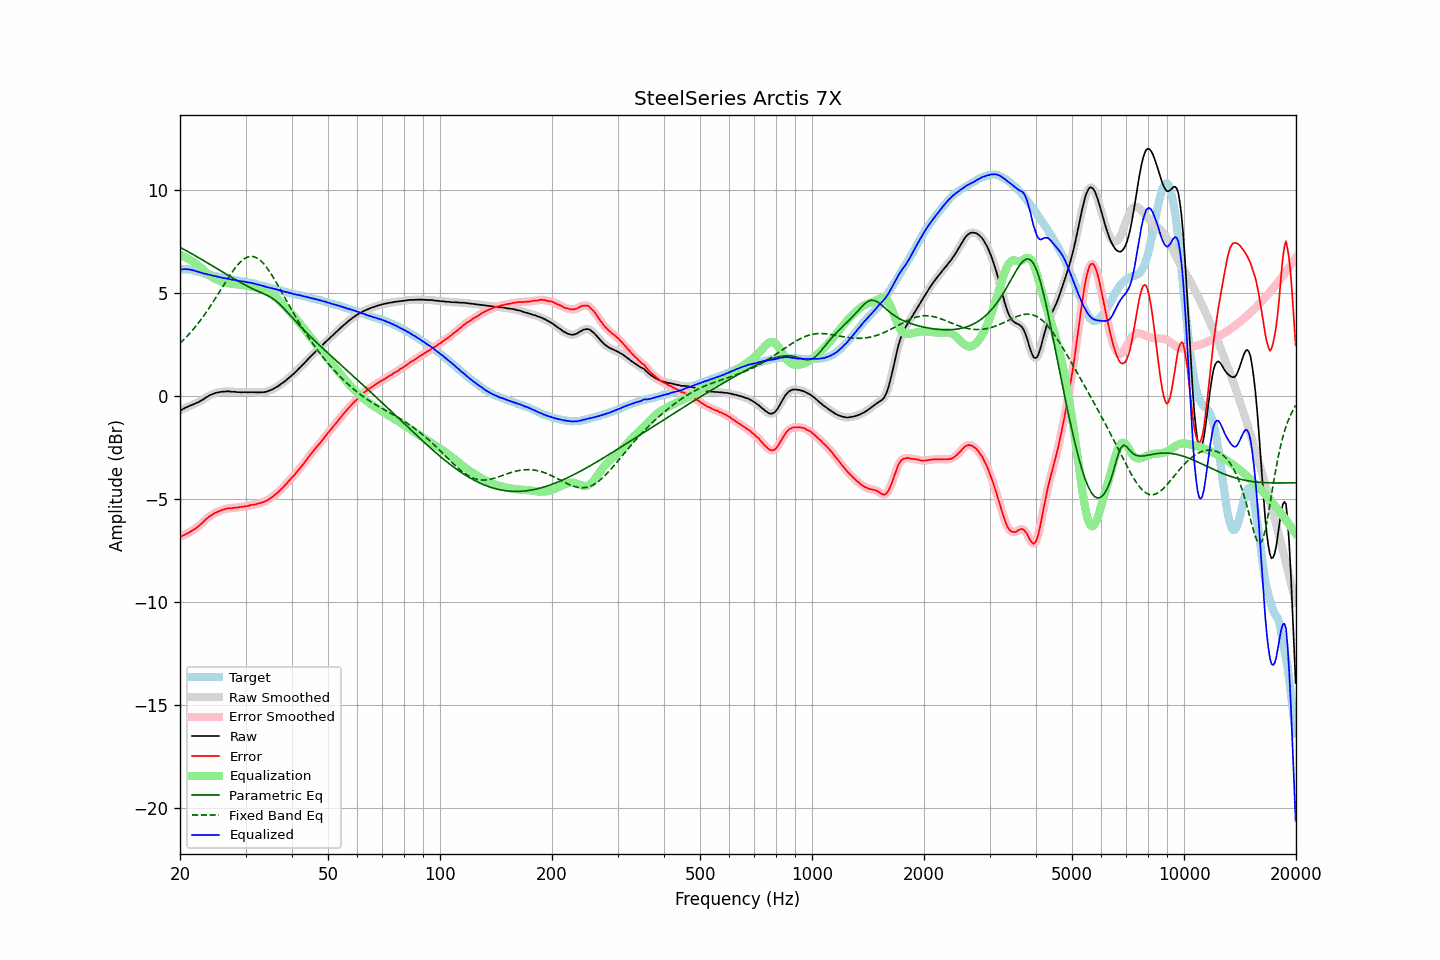 SteelSeries Arctis 7X
Amplitude (dBr)
10
5
0
−5
−10
−15
−20
Target
Raw Smoothed
Error Smoothed
Raw
Error
Equalization
Parametric Eq
Fixed Band Eq
Equalized
20 50 100 200 500 1000 2000 5000 10000 20000
Frequency (Hz)